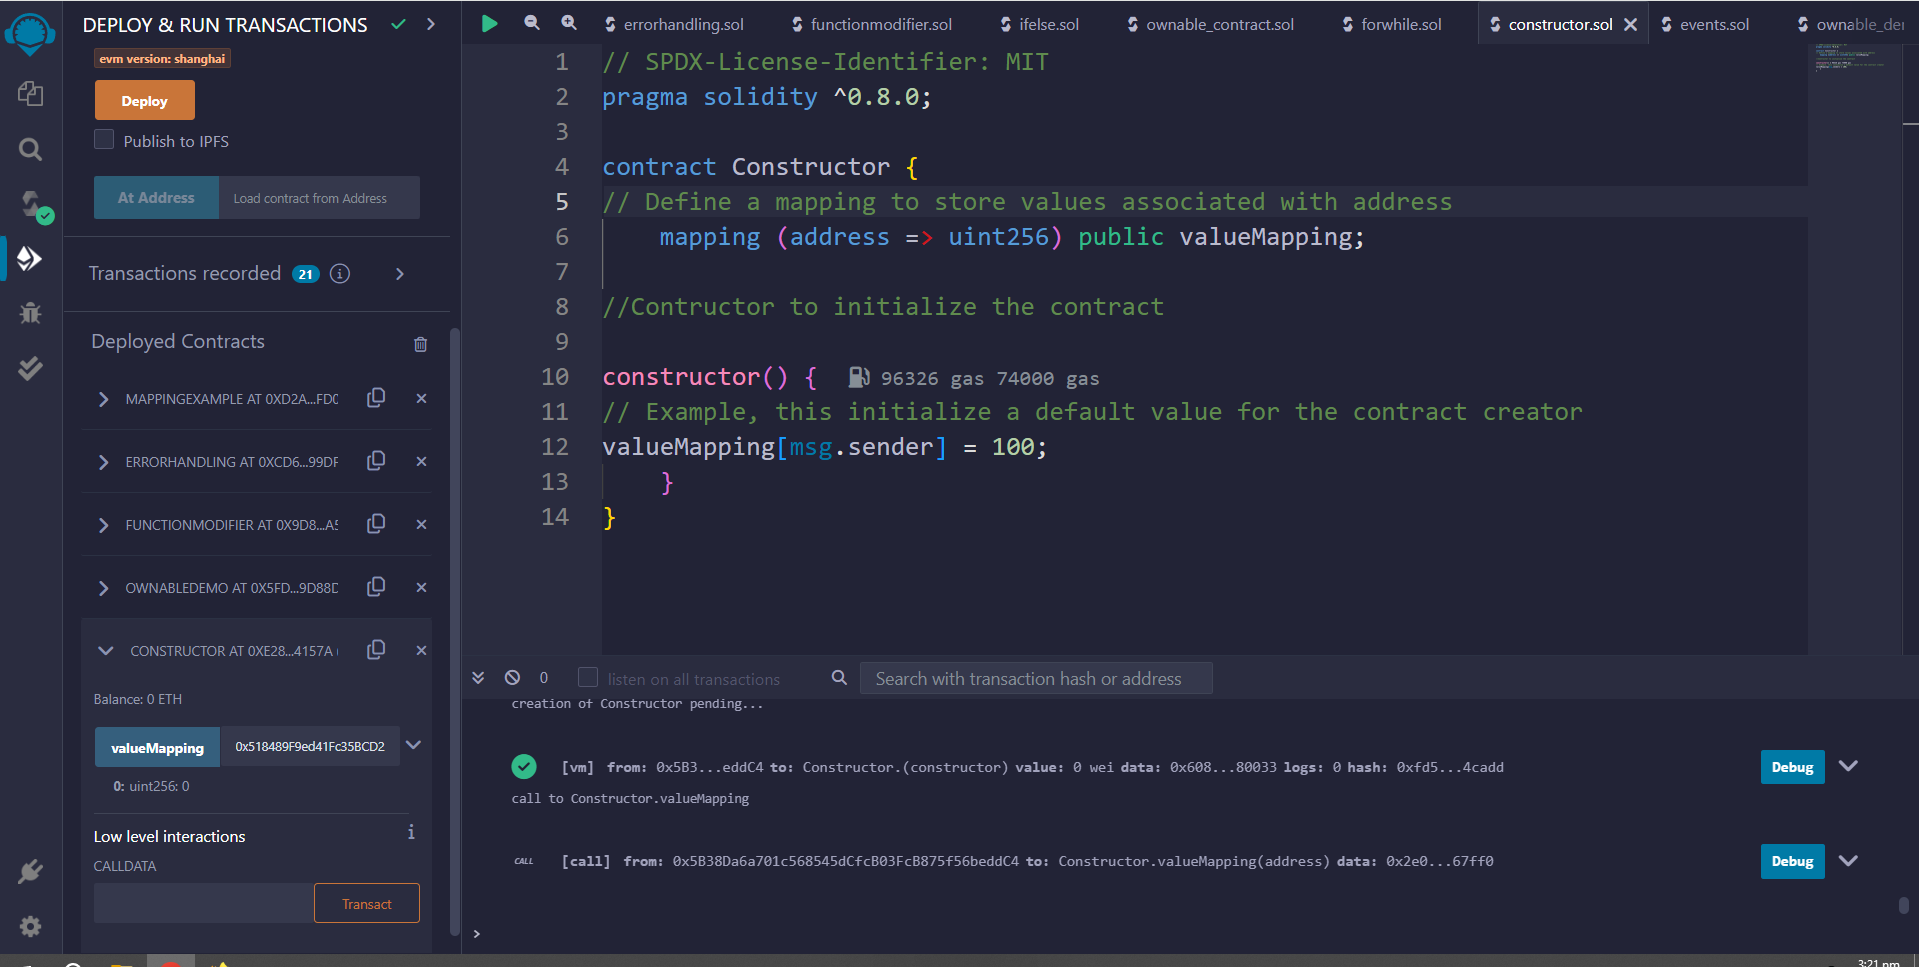 DEPLOY & RUN TRANSACTIONS
evm version: shanghai
Deploy
Publish to IPFS
At Address
Load contract from Address
Transactions recorded 21
Deployed Contracts
MAPPINGEXAMPLE AT 0XD2A...FD0
ERRORHANDLING AT 0XCD6...99DF
FUNCTIONMODIFIER AT 0X9D8...A5
OWNABLEDEMO AT 0X5FD...9D88D
CONSTRUCTOR AT 0XE28...4157A (
Balance: 0 ETH
valueMapping 0x518489F9ed41Fc35BCD2
0: uint256: 0
Low level interactions
CALLDATA
Transact
errorhandling.sol
functionmodifier.sol
ifelse.sol
ownable_contract.sol
forwhile.sol
constructor.sol
events.sol
ownable_der
1 // SPDX-License-Identifier: MIT
2 pragma solidity ^0.8.0;
3
4 contract Constructor {
5 // Define a mapping to store values associated with address
6 mapping (address => uint256) public valueMapping;
7
8 //Contructor to initialize the contract
9
10 constructor() { 96326 gas 74000 gas
11 // Example, this initialize a default value for the contract creator
12 valueMapping[msg.sender] = 100;
13 }
14 }
0
listen on all transactions
Search with transaction hash or address
creation of Constructor pending...
[vm] from: 0x5B3...eddC4 to: Constructor.(constructor) value: 0 wei data: 0x608...80033 logs: 0 hash: 0xfd5...4cadd
Debug
call to Constructor.valueMapping
CALL [call] from: 0x5B38Da6a701c568545dCfcB03FcB875f56beddC4 to: Constructor.valueMapping(address) data: 0x2e0...67ff0
Debug
>
3:21 pm